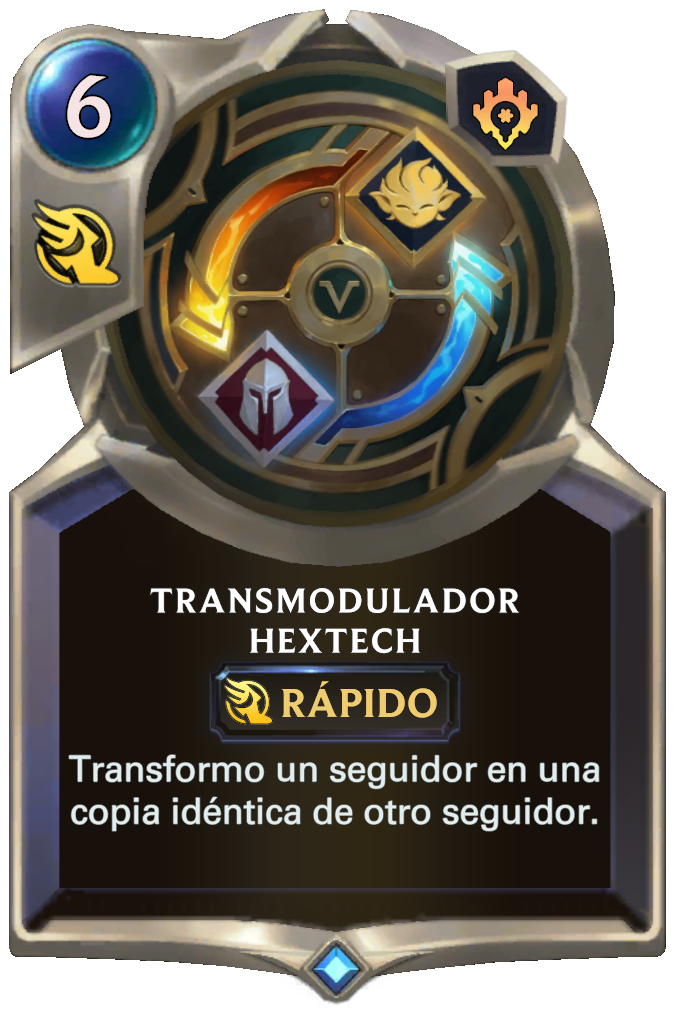 6
V
TRANSMODULADOR
HEXTECH
RÁPIDO
Transformo un seguidor en una
copia idéntica de otro seguidor.